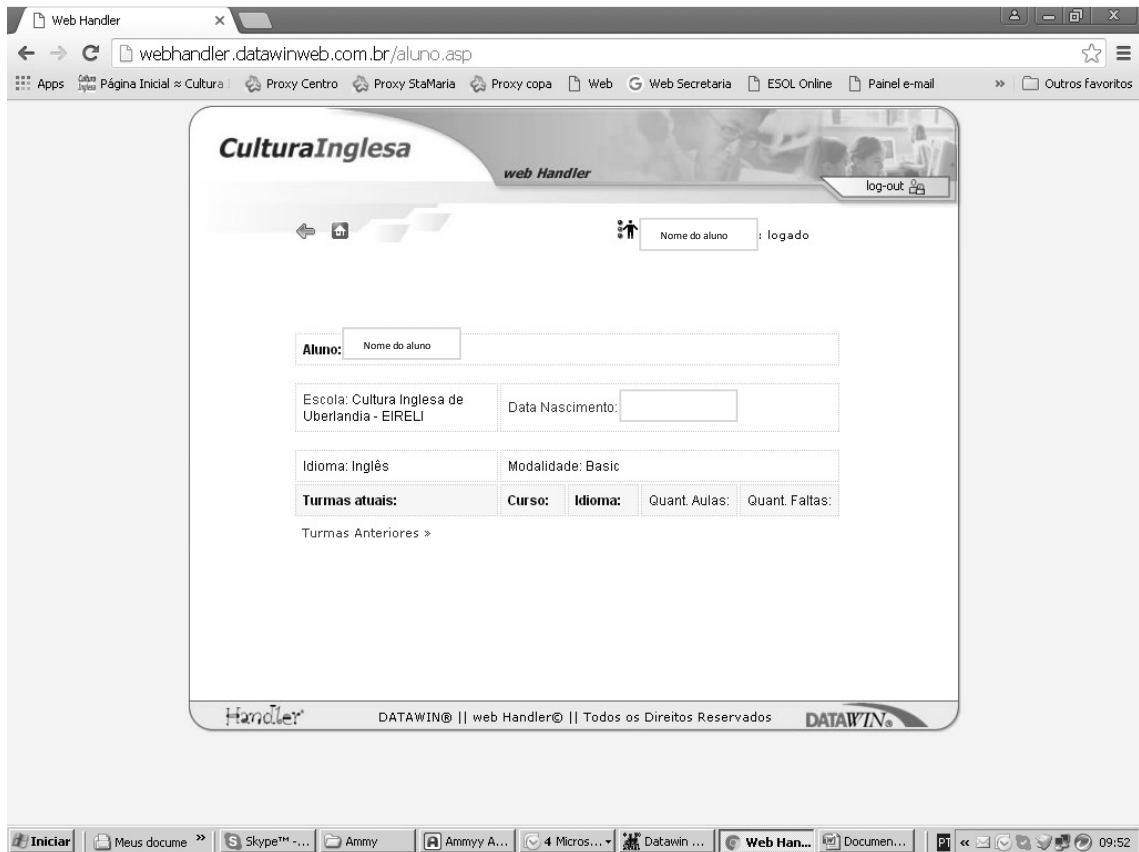 Web Handler
webhandler.datawinweb.com.br/aluno.asp
Apps Página Inicial ≈ Cultura Proxy Centro Proxy StaMaria Proxy copa Web Web Secretaria ESOL Online Painel e-mail » Outros favoritos
CulturaInglesa
web Handler
log-out
Nome do aluno : logado
Aluno: Nome do aluno
Escola: Cultura Inglesa de
Uberlandia - EIRELI
Data Nascimento:
Idioma: Inglês Modalidade: Basic
Turmas atuais: Curso: Idioma: Quant. Aulas: Quant. Faltas:
Turmas Anteriores »
Handler DATAWIN® || web Handler© || Todos os Direitos Reservados DATAWIN®
Iniciar Meus docume » Skype™ -... Ammy Ammyy A... 4 Micros... Datawin ... Web Han... Documen... PT « 09:52